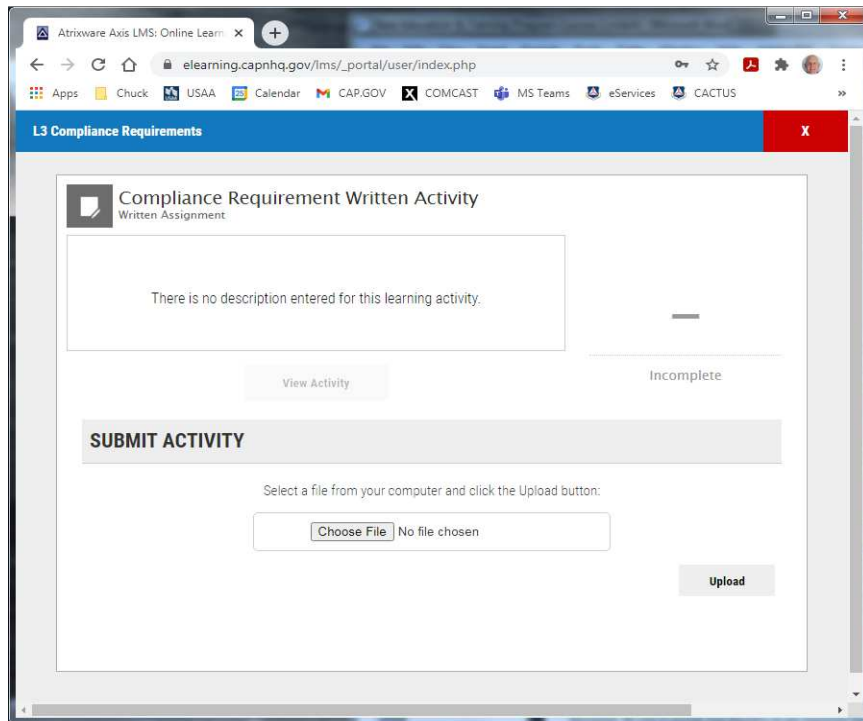 Atrixware Axis LMS: Online Learn
elearning.capnhq.gov/lms/_portal/user/index.php
Apps Chuck USAA Calendar CAP.GOV COMCAST MS Teams eServices CACTUS »
L3 Compliance Requirements X
Compliance Requirement Written Activity
Written Assignment
There is no description entered for this learning activity.
Incomplete
View Activity
SUBMIT ACTIVITY
Select a file from your computer and click the Upload button:
Choose File No file chosen
Upload